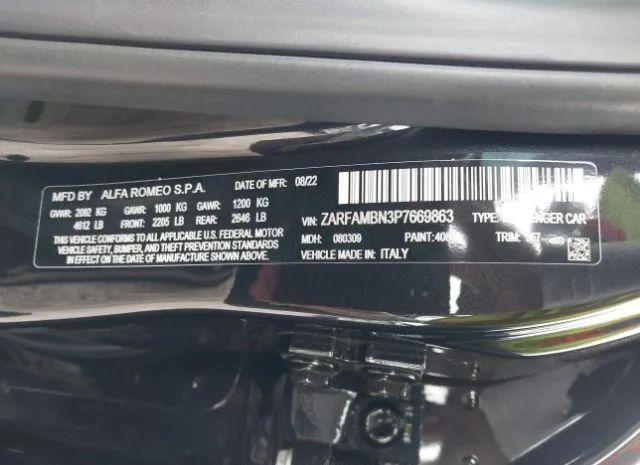 MFD BY ALFA ROMEO S.P.A. DATE OF MFR: 08/22
GVWR: 2092 KG GAWR: 1000 KG GAWR: 1200 KG
4612 LB FRONT: 2205 LB REAR: 2646 LB
THIS VEHICLE CONFORMS TO ALL APPLICABLE U.S. FEDERAL MOTOR
VEHICLE SAFETY, BUMPER, AND THEFT PREVENTION STANDARDS IN
EFFECT ON THE DATE OF MANUFACTURE SHOWN ABOVE.
VIN: ZARFAMBN3P7669863 TYPE: CAR
MDH: 080309 PAINT: TRIM:
VEHICLE MADE IN: ITALY